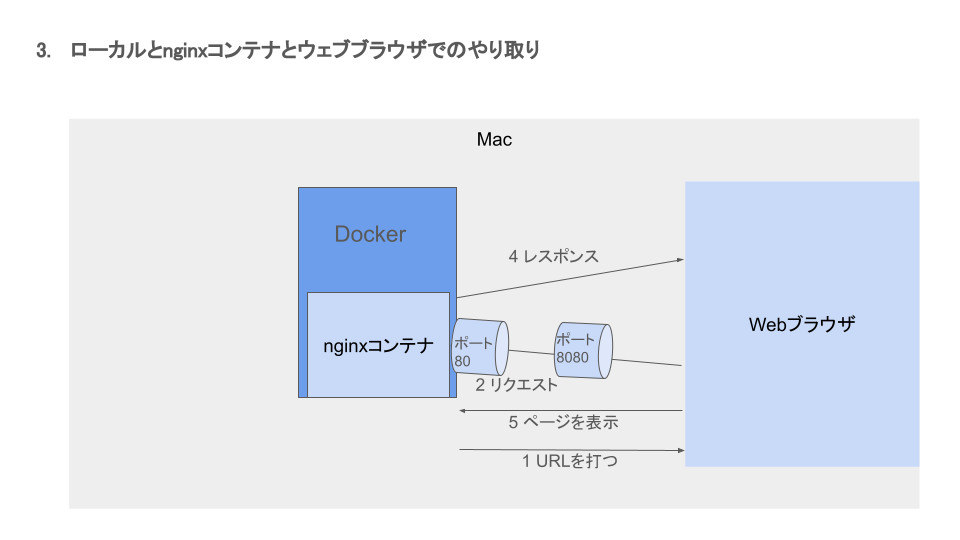 3. ローカルとnginxコンテナとウェブブラウザでのやり取り
Mac
Docker
4 レスポンス
Webブラウザ
nginxコンテナ
ポート
80
ポート
8080
2 リクエスト
5 ページを表示
1 URLを打つ